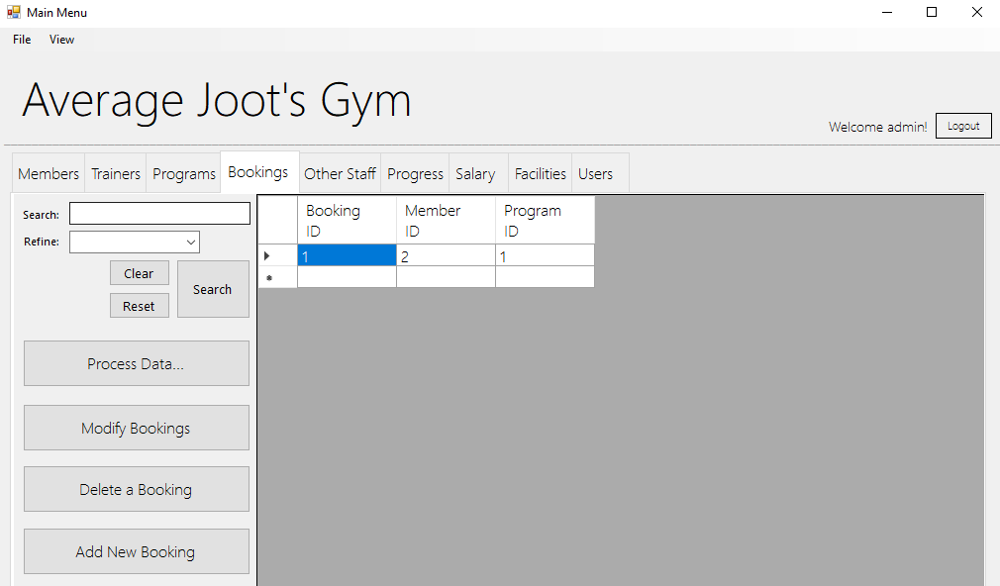 Main Menu
File View
Average Joot's Gym
Welcome admin! Logout
Members Trainers Programs Bookings Other Staff Progress Salary Facilities Users
Search:
Refine:
Clear
Reset
Search
Process Data...
Modify Bookings
Delete a Booking
Add New Booking
Booking ID Member ID Program ID
1 2 1